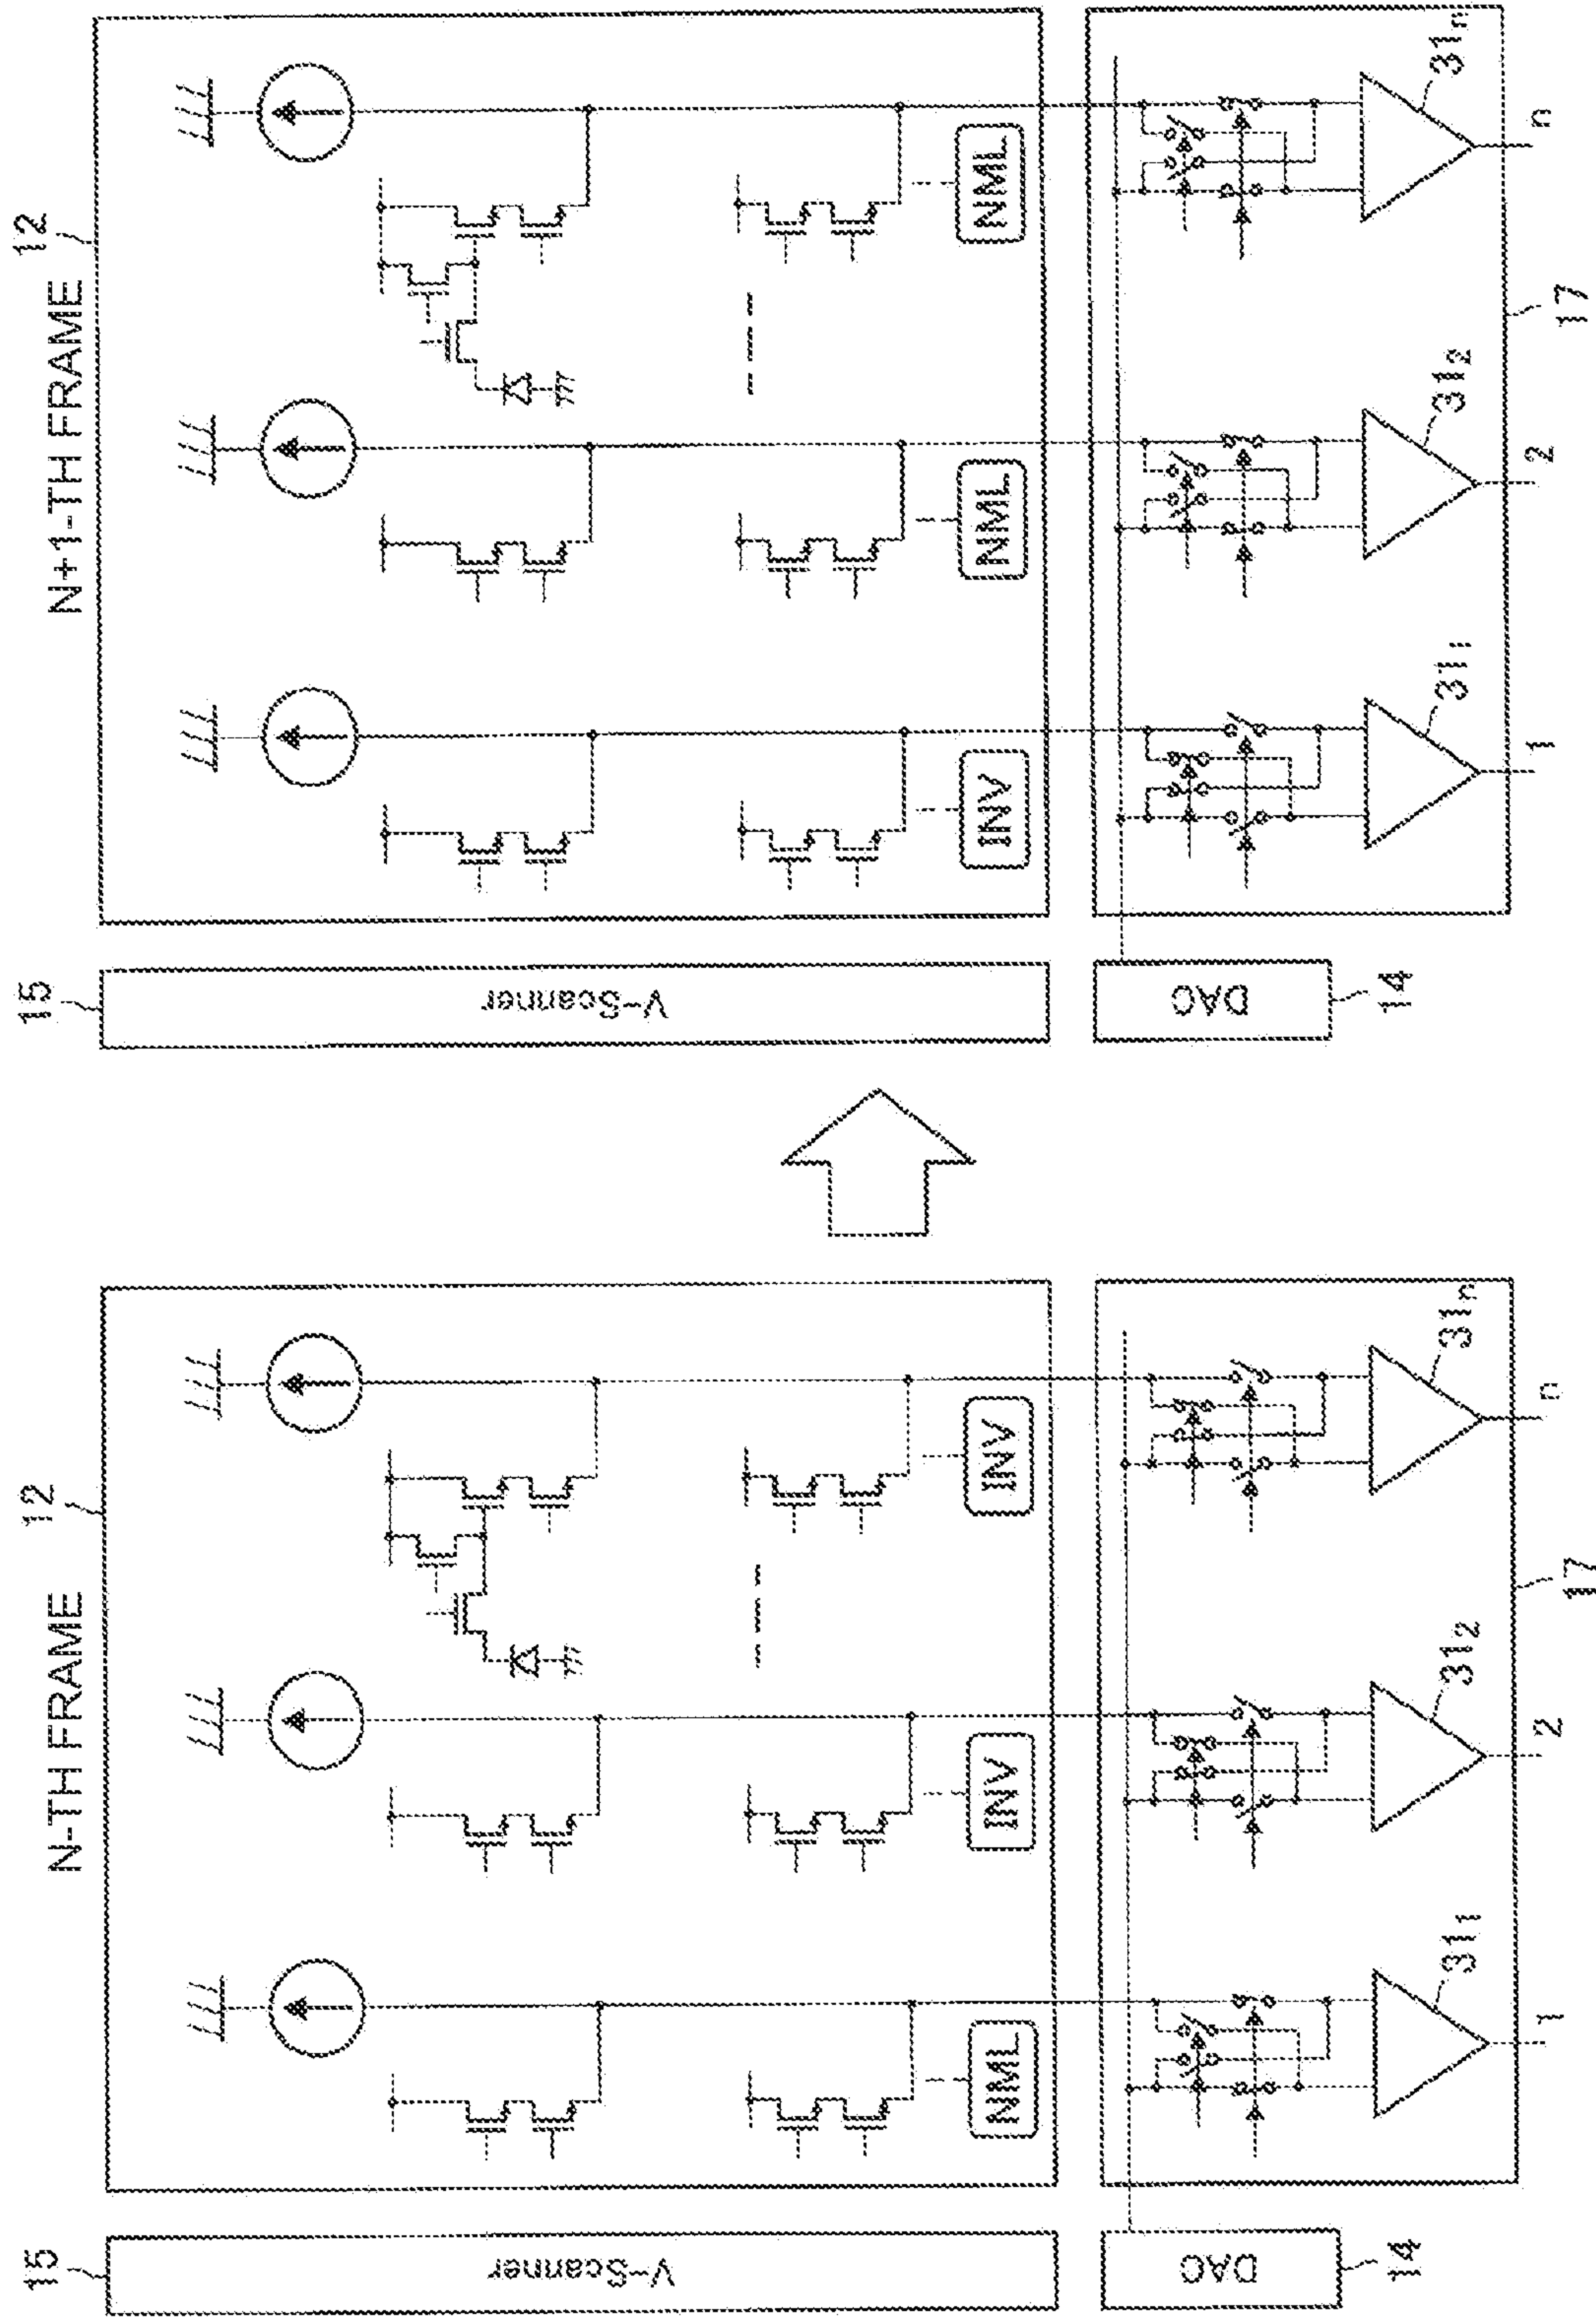 N-TH FRAME
12
15
V-Scanner
NML
INV
INV
DAC
14
31₁
31₂
31n
1
2
n
17
N+1-TH FRAME
12
15
V-Scanner
INV
NML
NML
DAC
14
31₁
31₂
31n
1
2
n
17